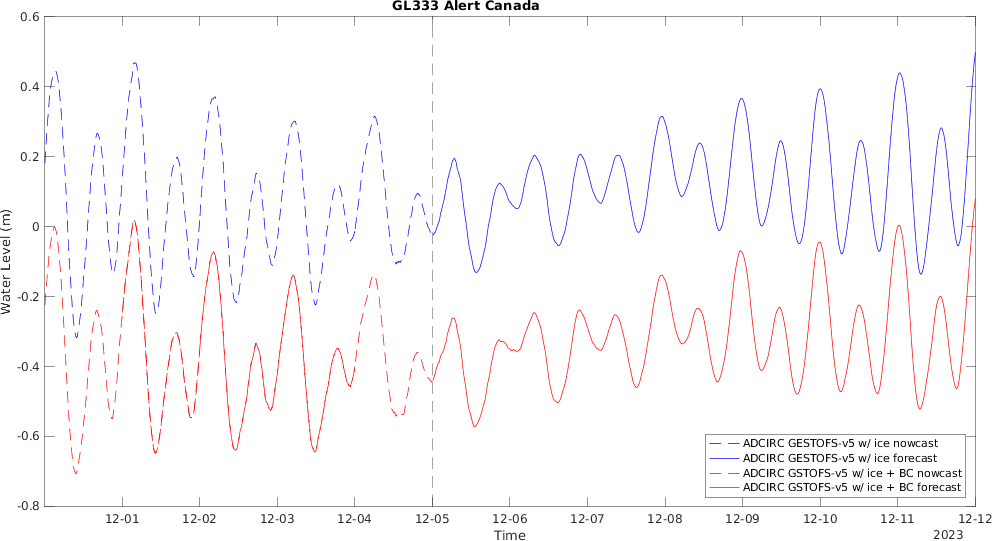 GL333 Alert Canada
0.6
0.4
0.2
0
-0.2
-0.4
-0.6
-0.8
Water Level (m)
ADCIRC GESTOFS-v5 w/ ice nowcast
ADCIRC GESTOFS-v5 w/ ice forecast
ADCIRC GSTOFS-v5 w/ ice + BC nowcast
ADCIRC GSTOFS-v5 w/ ice + BC forecast
12-01 12-02 12-03 12-04 12-05 12-06 12-07 12-08 12-09 12-10 12-11 12-12
Time
2023